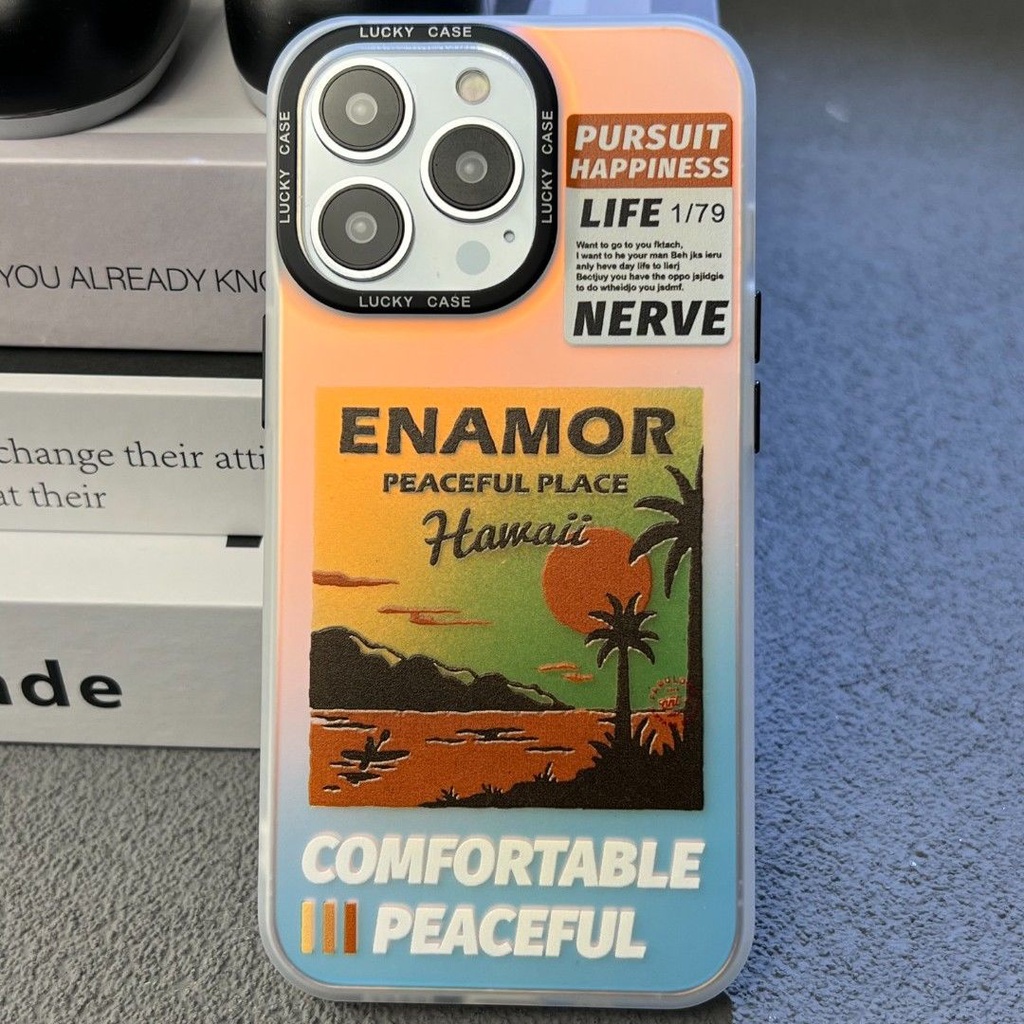 LUCKY CASE
LUCKY CASE
LUCKY CASE
LUCKY CASE
PURSUIT
HAPPINESS
LIFE 1/79
Want to go to you fktach,
I want to he your man Beh jks ieru
anly heve day life to lierj
Bectjuy you have the oppo jsjidgie
to do wtheidjo you jsdmf.
NERVE
YOU ALREADY KNO
change their atti
at their
ade
ENAMOR
PEACEFUL PLACE
Hawaii
COMFORTABLE
PEACEFUL